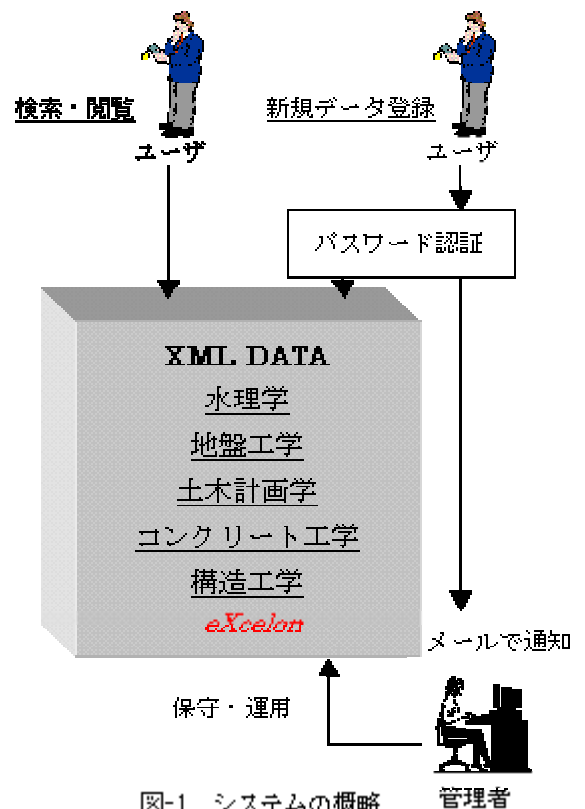 検索・閲覧
新規データ登録
ユーザ
ユーザ
パスワード認証
XML DATA
水理学
地盤工学
土木計画学
コンクリート工学
構造工学
eXcelon
メールで通知
保守・運用
管理者
図-1 システムの概略